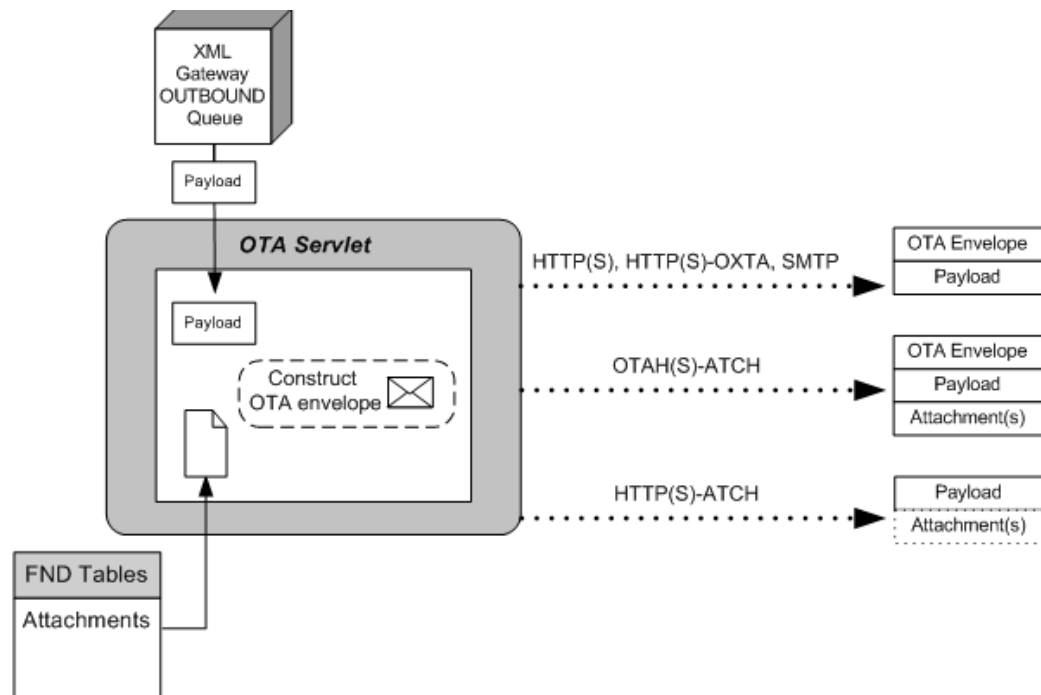 XML
Gateway
OUTBOUND
Queue
Payload
OTA Servlet
Payload
Construct
OTA envelope
FND Tables
Attachments
HTTP(S), HTTP(S)-OXTA, SMTP
OTA Envelope
Payload
OTAH(S)-ATCH
OTA Envelope
Payload
Attachment(s)
HTTP(S)-ATCH
Payload
Attachment(s)